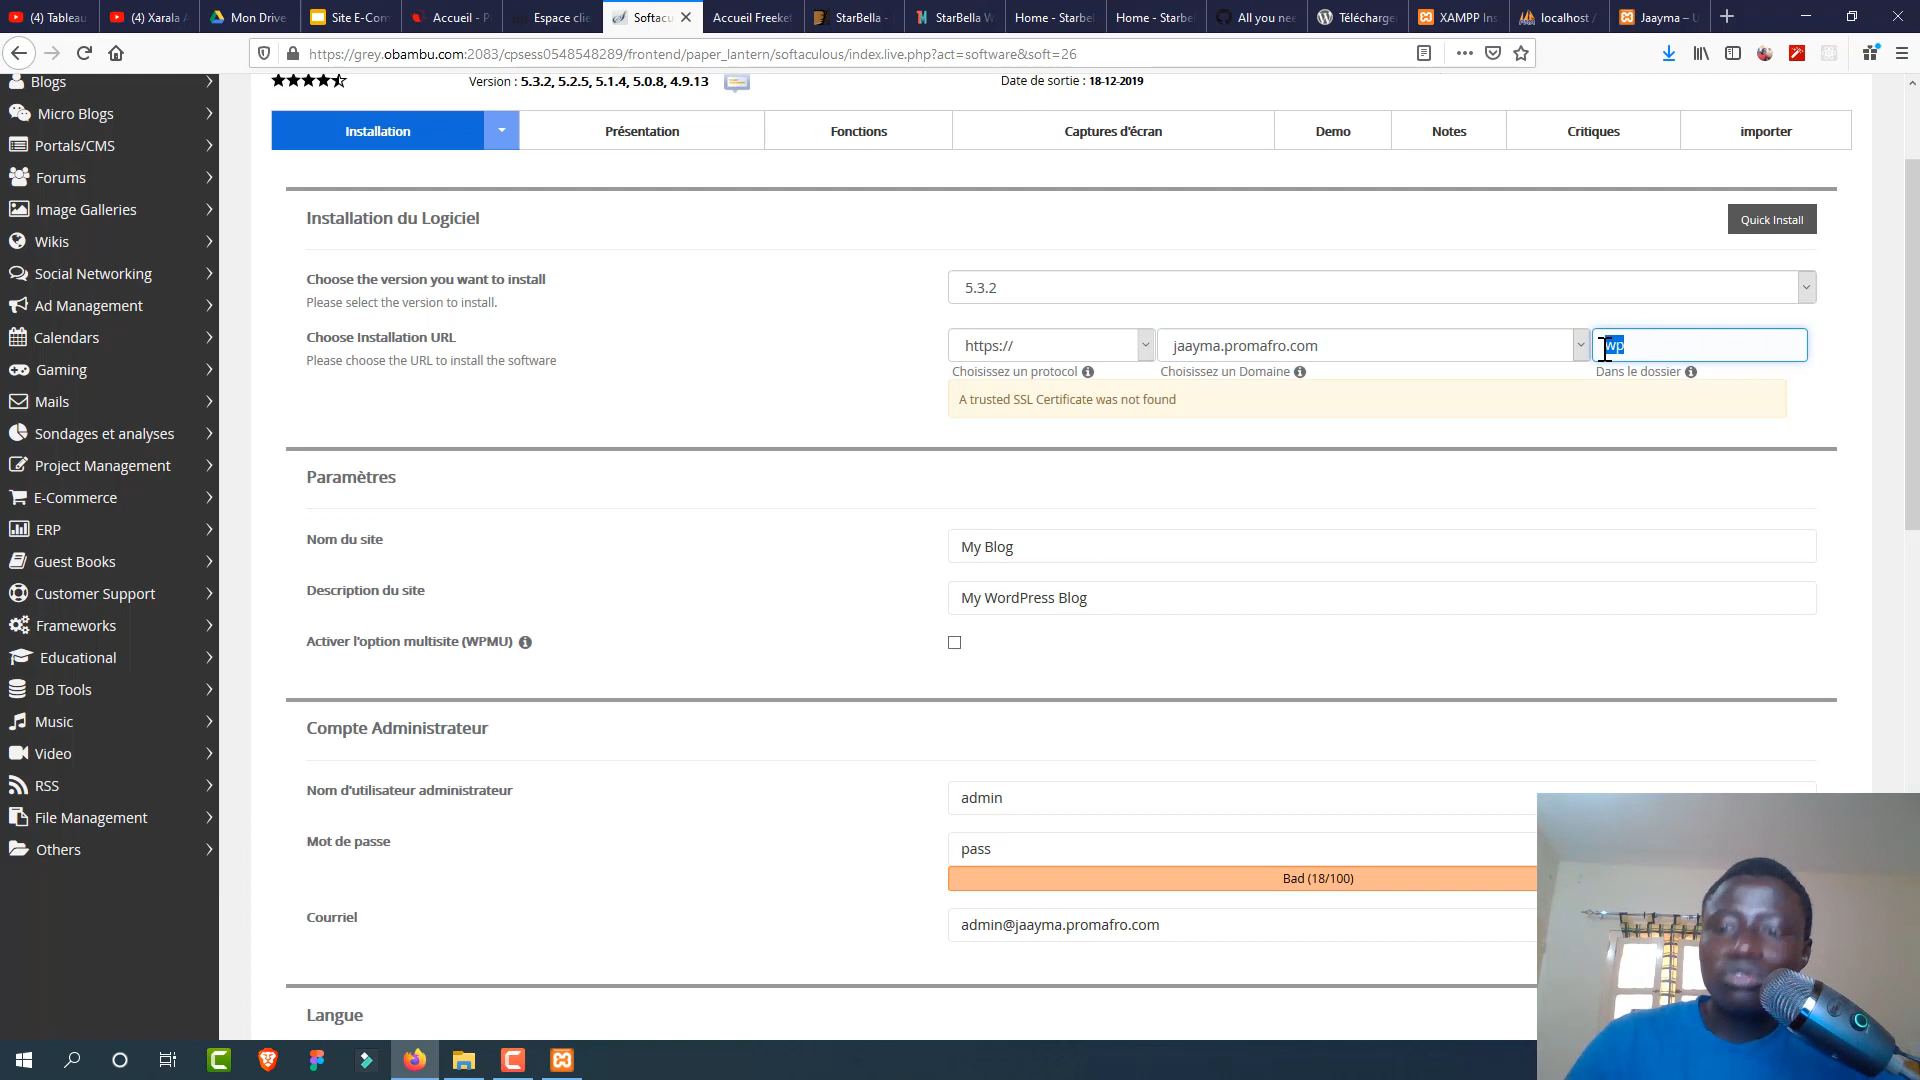 (4) Tableau
(4) Xarala
Mon Drive
Site E-Com
Accueil - P
Espace clie
Softacu
Accueil Freeket
StarBella -
StarBella W
Home - Starbel
Home - Starbel
All you nee
Télécharge
XAMPP Ins
localhost /
Jaayma – U
https://grey.obambu.com:2083/cpsess0548548289/frontend/paper_lantern/softaculous/index.live.php?act=software&soft=26
Blogs
Micro Blogs
Portals/CMS
Forums
Image Galleries
Wikis
Social Networking
Ad Management
Calendars
Gaming
Mails
Sondages et analyses
Project Management
E-Commerce
ERP
Guest Books
Customer Support
Frameworks
Educational
DB Tools
Music
Video
RSS
File Management
Others
Version : 5.3.2, 5.2.5, 5.1.4, 5.0.8, 4.9.13
Date de sortie : 18-12-2019
Installation
Présentation
Fonctions
Captures d'écran
Demo
Notes
Critiques
importer
Installation du Logiciel
Quick Install
Choose the version you want to install
Please select the version to install.
5.3.2
Choose Installation URL
Please choose the URL to install the software
https://
jaayma.promafro.com
wp
Choisissez un protocol
Choisissez un Domaine
Dans le dossier
A trusted SSL Certificate was not found
Paramètres
Nom du site
My Blog
Description du site
My WordPress Blog
Activer l'option multisite (WPMU)
Compte Administrateur
Nom d'utilisateur administrateur
admin
Mot de passe
pass
Bad (18/100)
Courriel
admin@jaayma.promafro.com
Langue